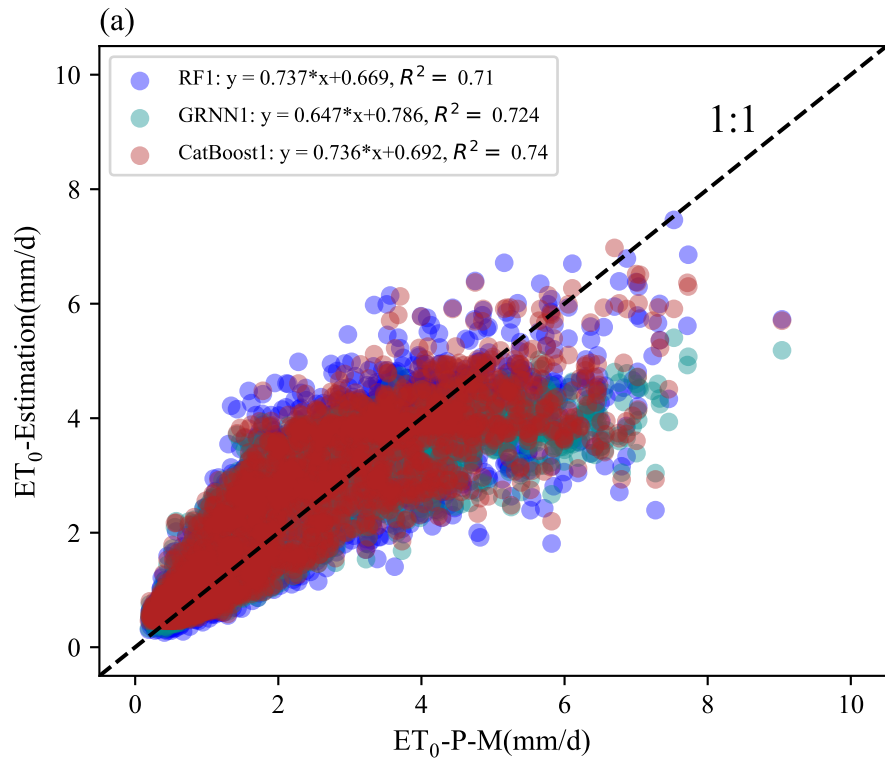 (a)
RF1: y = 0.737*x+0.669, R² = 0.71
GRNN1: y = 0.647*x+0.786, R² = 0.724
CatBoost1: y = 0.736*x+0.692, R² = 0.74
1:1
10
8
6
4
2
0
ET₀-Estimation(mm/d)
0 2 4 6 8 10
ET₀-P-M(mm/d)